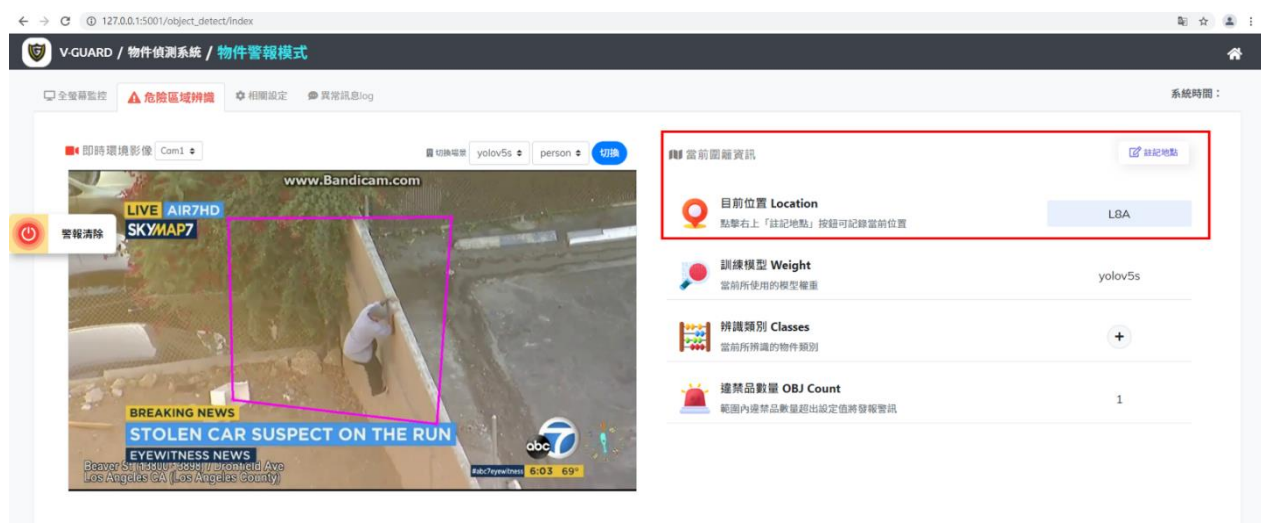 127.0.0.1:5001/object_detect/index
V-GUARD / 物件偵測系統 / 物件警報模式
全螢幕監控 危險區域辨識 相關設定 異常訊息log 系統時間：
即時環境影像 Cam1 切換場景 yolov5s person 切換
www.Bandicam.com
LIVE AIR7HD
SKYMAP7
警報清除
BREAKING NEWS
STOLEN CAR SUSPECT ON THE RUN
EYEWITNESS NEWS
Los Angeles CA (Los Angeles County)
abc 7
#abc7eyewitness 6:03 69°
當前圍籬資訊 註記地點
目前位置 Location
點擊右上「註記地點」按鈕可記錄當前位置
L8A
訓練模型 Weight
當前所使用的模型權重
yolov5s
辨識類別 Classes
當前所辨識的物件類別
+
違禁品數量 OBJ Count
範圍內違禁品數量超出設定值將發報警訊
1